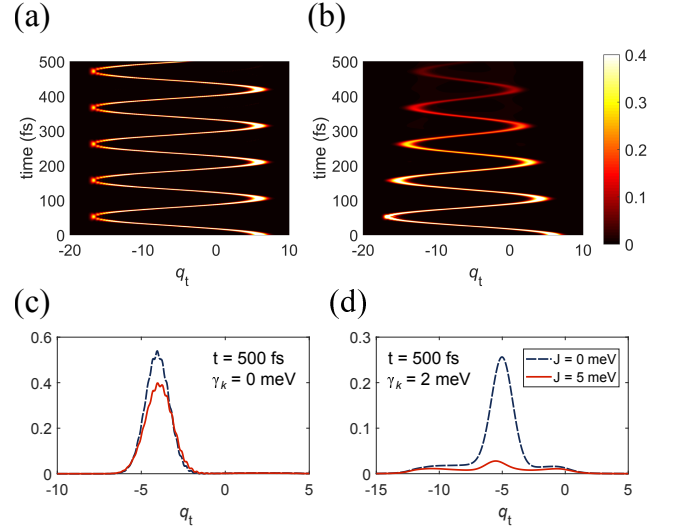 (a)
(b)
500
400
300
200
100
0
time (fs)
-20
-10
0
10
q_t
500
400
300
200
100
0
time (fs)
-20
-10
0
10
q_t
0.4
0.3
0.2
0.1
0
(c)
(d)
0.6
0.4
0.2
0
t = 500 fs
γ_k = 0 meV
-10
-5
0
5
q_t
0.3
0.2
0.1
0
t = 500 fs
γ_k = 2 meV
J = 0 meV
J = 5 meV
-15
-10
-5
0
5
q_t